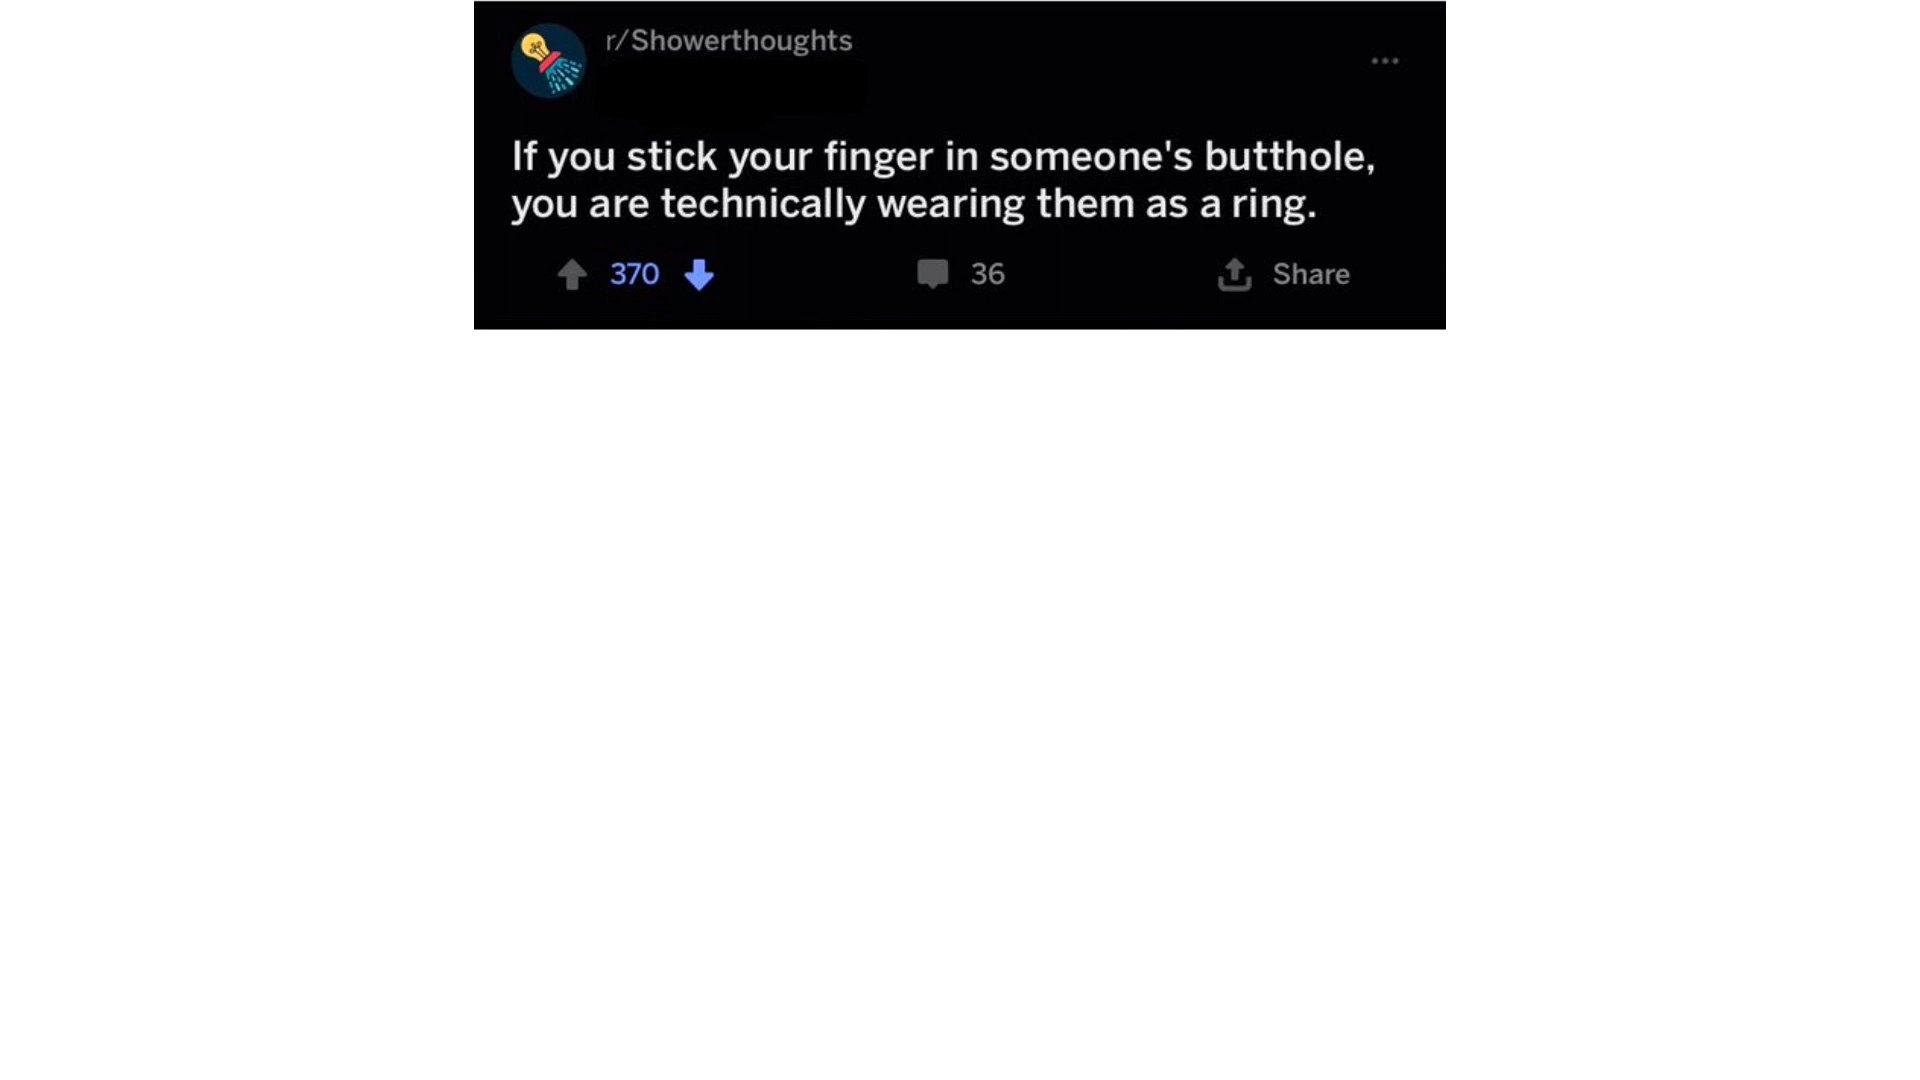 r/Showerthoughts
If you stick your finger in someone's butthole,
you are technically wearing them as a ring.
370
36
Share